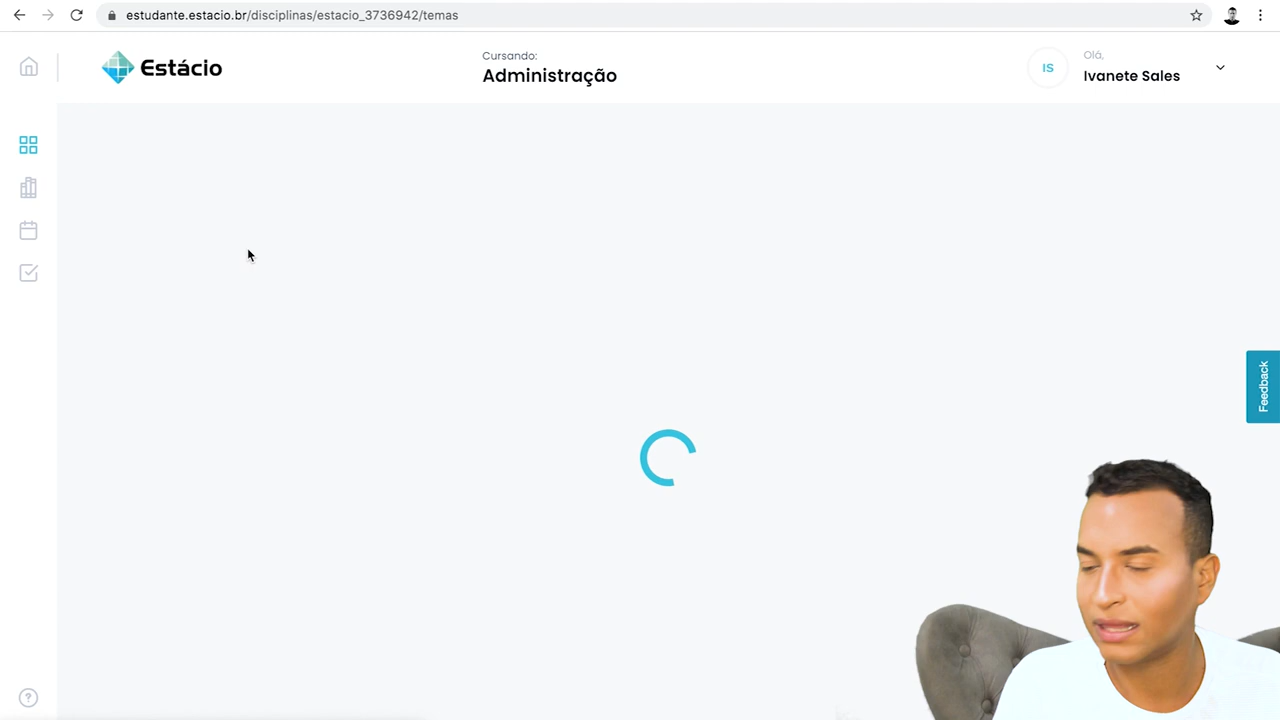 estudante.estacio.br/disciplinas/estacio_3736942/temas
Estácio
Cursando:
Administração
IS
Olá,
Ivanete Sales
Feedback